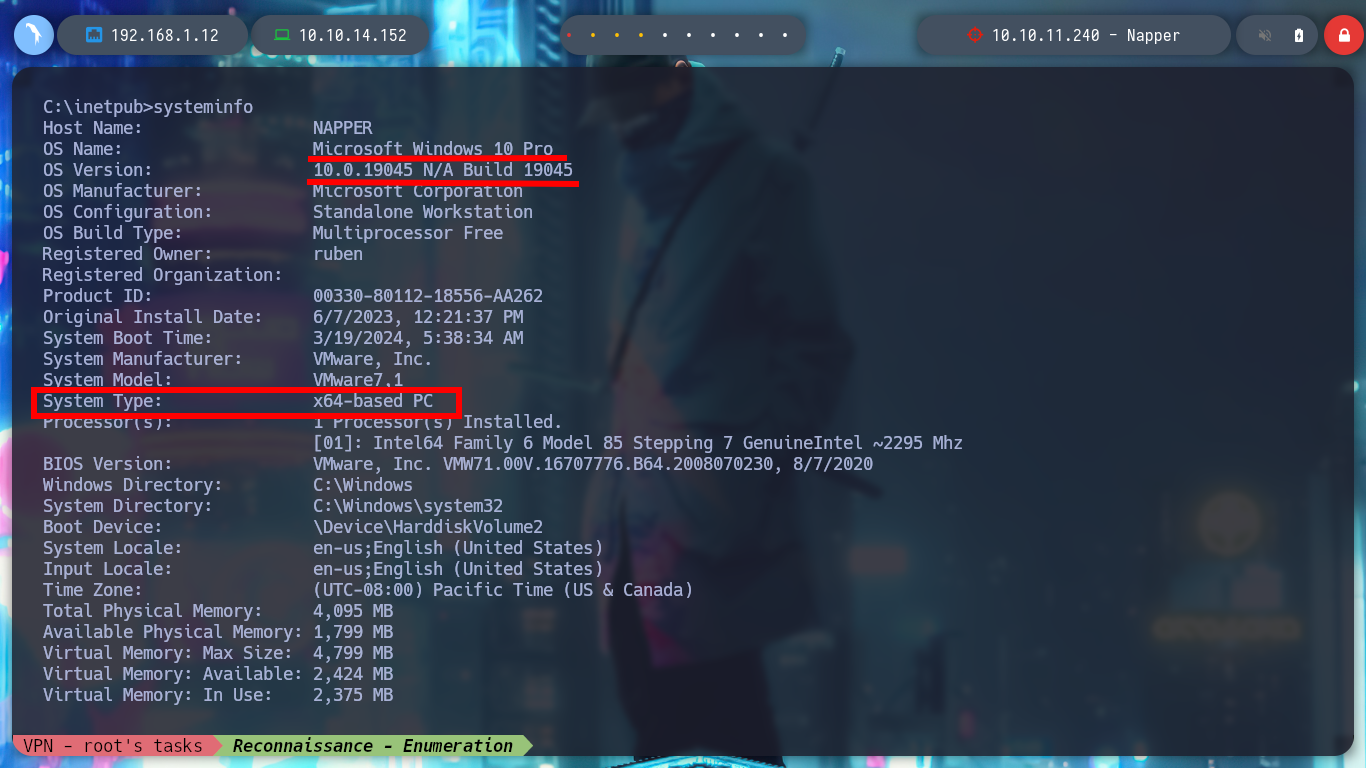 192.168.1.12 10.10.14.152 10.10.11.240 - Napper
C:\inetpub>systeminfo
Host Name: NAPPER
OS Name: Microsoft Windows 10 Pro
OS Version: 10.0.19045 N/A Build 19045
OS Manufacturer: Microsoft Corporation
OS Configuration: Standalone Workstation
OS Build Type: Multiprocessor Free
Registered Owner: ruben
Registered Organization:
Product ID: 00330-80112-18556-AA262
Original Install Date: 6/7/2023, 12:21:37 PM
System Boot Time: 3/19/2024, 5:38:34 AM
System Manufacturer: VMware, Inc.
System Model: VMware7,1
System Type: x64-based PC
Processor(s): 1 Processor(s) Installed.
[01]: Intel64 Family 6 Model 85 Stepping 7 GenuineIntel ~2295 Mhz
BIOS Version: VMware, Inc. VMW71.00V.16707776.B64.2008070230, 8/7/2020
Windows Directory: C:\Windows
System Directory: C:\Windows\system32
Boot Device: \Device\HarddiskVolume2
System Locale: en-us;English (United States)
Input Locale: en-us;English (United States)
Time Zone: (UTC-08:00) Pacific Time (US & Canada)
Total Physical Memory: 4,095 MB
Available Physical Memory: 1,799 MB
Virtual Memory: Max Size: 4,799 MB
Virtual Memory: Available: 2,424 MB
Virtual Memory: In Use: 2,375 MB
VPN - root's tasks Reconnaissance - Enumeration